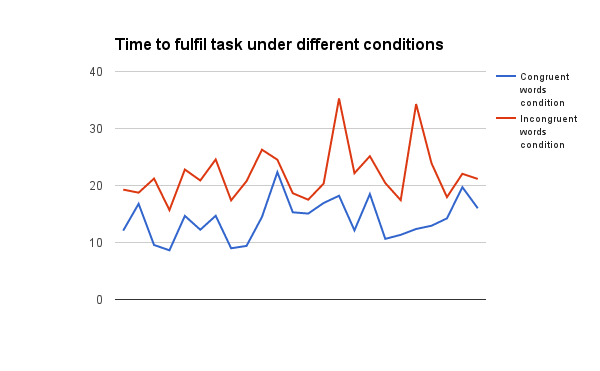 Time to fulfil task under different conditions
40
30
20
10
0
Congruent
words
condition
Incongruent
words
condition